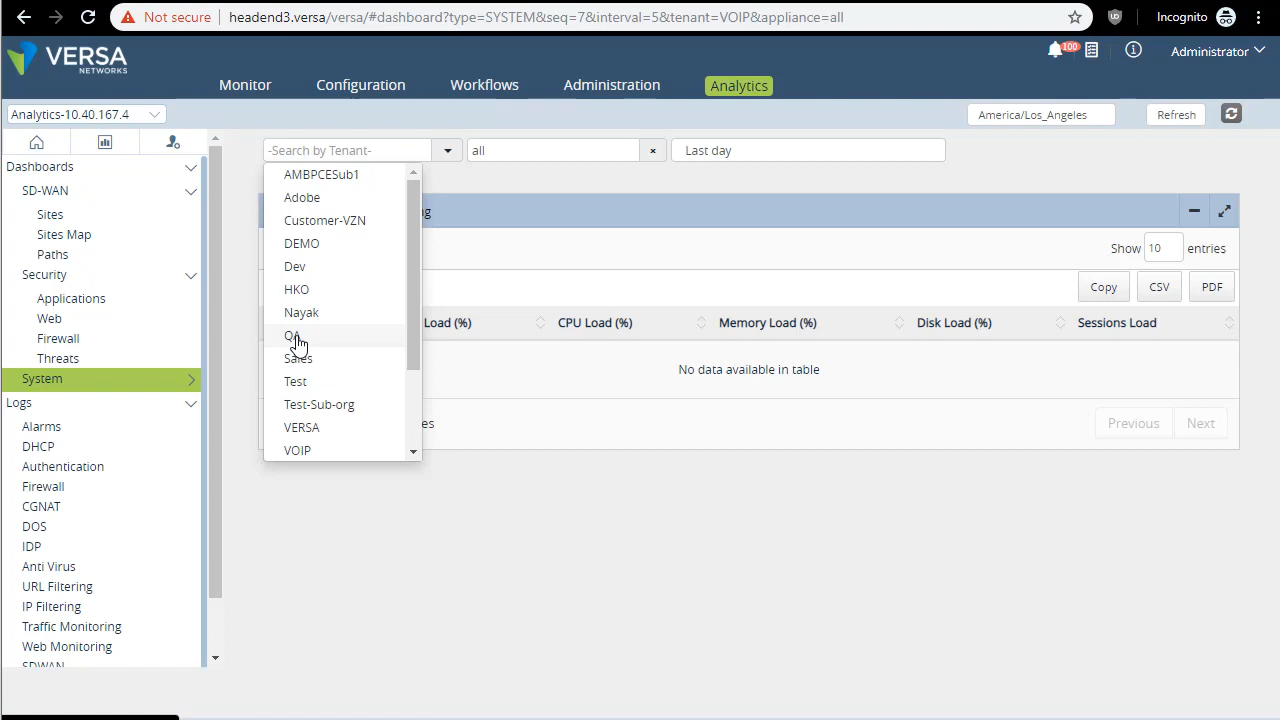 Not secure headend3.versa/versa/#dashboard?type=SYSTEM&seq=7&interval=5&tenant=VOIP&appliance=all Incognito
VERSA
NETWORKS
100
Administrator
Monitor Configuration Workflows Administration Analytics
Analytics-10.40.167.4
America/Los_Angeles
Refresh
-Search by Tenant-
all
Last day
Dashboards
SD-WAN
Sites
Sites Map
Paths
Security
Applications
Web
Firewall
Threats
System
Logs
Alarms
DHCP
Authentication
Firewall
CGNAT
DOS
IDP
Anti Virus
URL Filtering
IP Filtering
Traffic Monitoring
Web Monitoring
SDWAN
AMBPCESub1
Adobe
Customer-VZN
DEMO
Dev
HKO
Nayak
QA
Sales
Test
Test-Sub-org
VERSA
VOIP
Show 10 entries
Copy CSV PDF
Load (%) CPU Load (%) Memory Load (%) Disk Load (%) Sessions Load
No data available in table
Previous Next